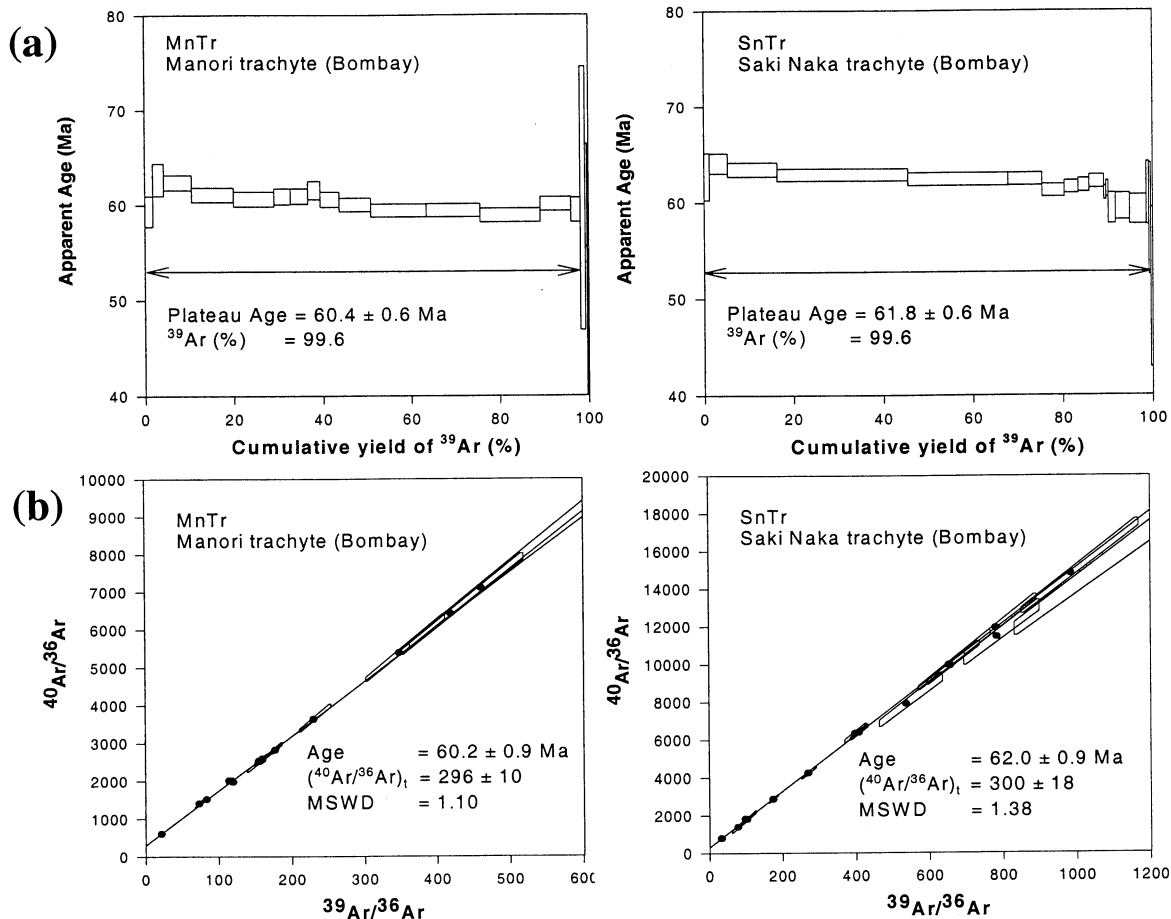 (a)
80
70
60
50
40
Apparent Age (Ma)
MnTr
Manori trachyte (Bombay)
Plateau Age = 60.4 ± 0.6 Ma
³⁹Ar (%) = 99.6
0 20 40 60 80 100
Cumulative yield of ³⁹Ar (%)
80
70
60
50
40
Apparent Age (Ma)
SnTr
Saki Naka trachyte (Bombay)
Plateau Age = 61.8 ± 0.6 Ma
³⁹Ar (%) = 99.6
0 20 40 60 80 100
Cumulative yield of ³⁹Ar (%)
(b)
10000
9000
8000
7000
6000
5000
4000
3000
2000
1000
0
⁴⁰Ar/³⁶Ar
MnTr
Manori trachyte (Bombay)
Age = 60.2 ± 0.9 Ma
(⁴⁰Ar/³⁶Ar)t = 296 ± 10
MSWD = 1.10
0 100 200 300 400 500 600
³⁹Ar/³⁶Ar
20000
18000
16000
14000
12000
10000
8000
6000
4000
2000
0
⁴⁰Ar/³⁶Ar
SnTr
Saki Naka trachyte (Bombay)
Age = 62.0 ± 0.9 Ma
(⁴⁰Ar/³⁶Ar)t = 300 ± 18
MSWD = 1.38
0 200 400 600 800 1000 1200
³⁹Ar/³⁶Ar